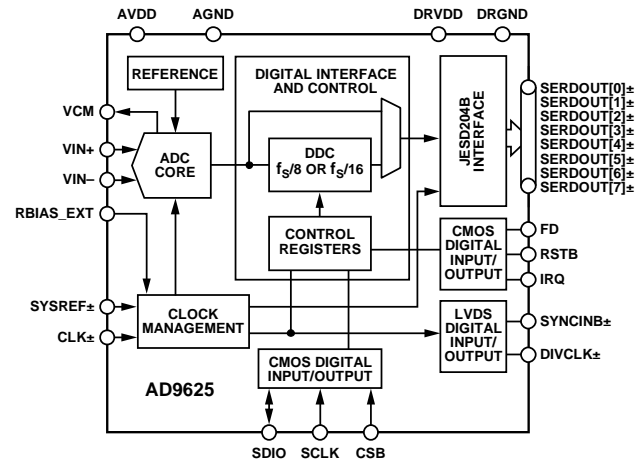 AVDD AGND DRVDD DRGND
REFERENCE
DIGITAL INTERFACE
AND CONTROL
VCM
VIN+
VIN–
RBIAS_EXT
SYSREF±
CLK±
ADC
CORE
DDC
fS/8 OR fS/16
CONTROL
REGISTERS
CLOCK
MANAGEMENT
JESD204B
INTERFACE
SERDOUT[0]±
SERDOUT[1]±
SERDOUT[2]±
SERDOUT[3]±
SERDOUT[4]±
SERDOUT[5]±
SERDOUT[6]±
SERDOUT[7]±
CMOS
DIGITAL
INPUT/
OUTPUT
FD
RSTB
IRQ
LVDS
DIGITAL
INPUT/
OUTPUT
SYNCINB±
DIVCLK±
CMOS DIGITAL
INPUT/OUTPUT
AD9625
SDIO SCLK CSB